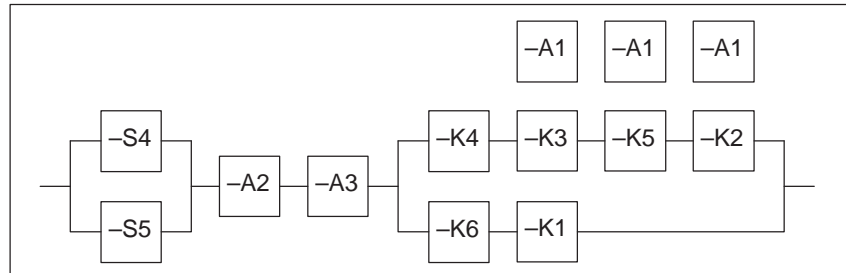 –A1 –A1 –A1
–S4 –K4 –K3 –K5 –K2
–A2 –A3
–S5 –K6 –K1